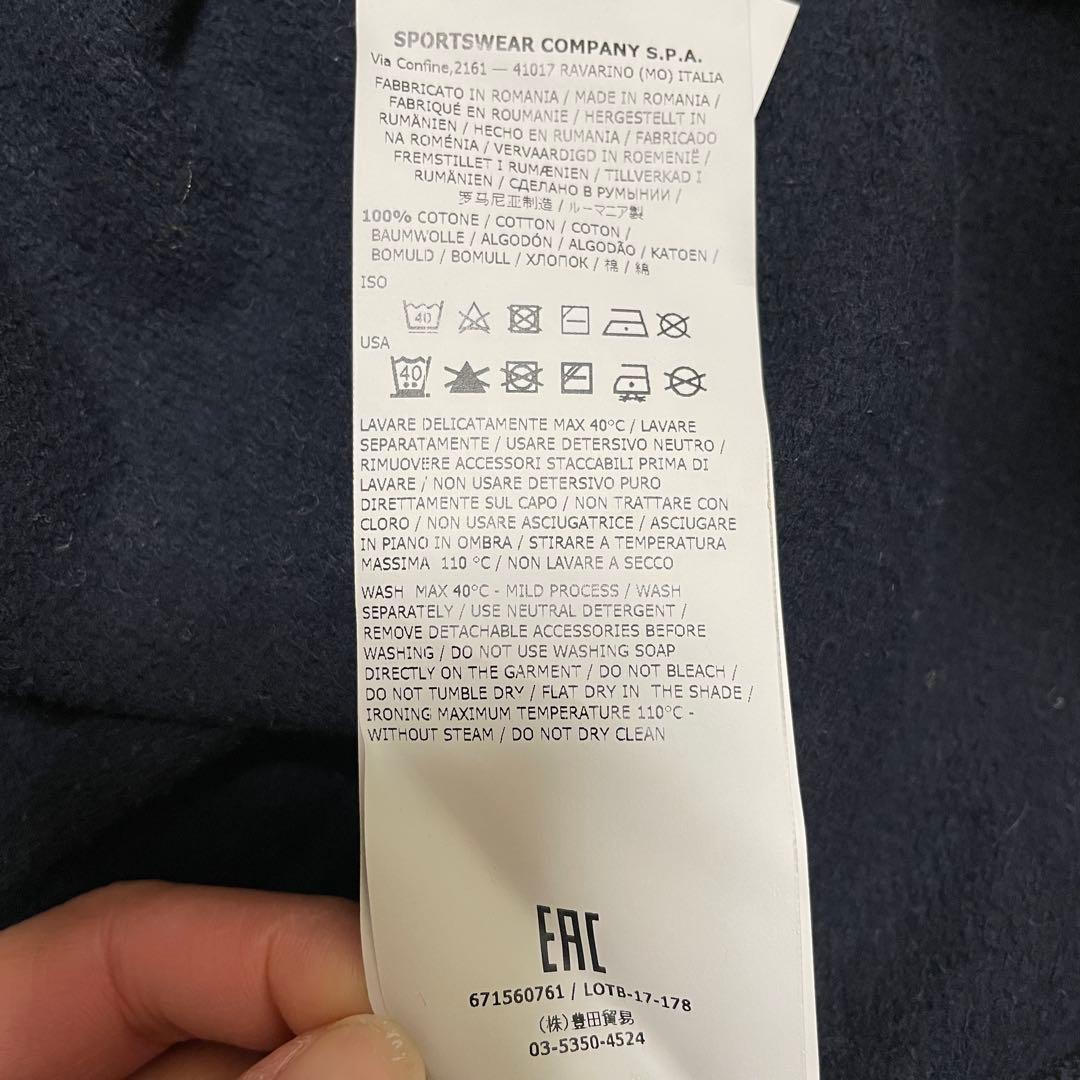 SPORTSWEAR COMPANY S.P.A.
Via Confine,2161 — 41017 RAVARINO (MO) ITALIA
FABBRICATO IN ROMANIA / MADE IN ROMANIA /
FABRIQUÉ EN ROUMANIE / HERGESTELLT IN
RUMÄNIEN / HECHO EN RUMANIA / FABRICADO
NA ROMÉNIA / VERVAARDIGD IN ROEMENIË /
FREMSTILLET I RUMÆNIEN / TILLVERKAD I
RUMÄNIEN / СДЕЛАНО В РУМЫНИИ /
罗马尼亚制造 / ルーマニア製
100% COTONE / COTTON / COTON /
BAUMWOLLE / ALGODÓN / ALGODÃO / KATOEN /
BOMULD / BOMULL / ХЛОПОК / 棉 / 綿
ISO
40
USA
40
LAVARE DELICATAMENTE MAX 40°C / LAVARE
SEPARATAMENTE / USARE DETERSIVO NEUTRO /
RIMUOVERE ACCESSORI STACCABILI PRIMA DI
LAVARE / NON USARE DETERSIVO PURO
DIRETTAMENTE SUL CAPO / NON TRATTARE CON
CLORO / NON USARE ASCIUGATRICE / ASCIUGARE
IN PIANO IN OMBRA / STIRARE A TEMPERATURA
MASSIMA 110 °C / NON LAVARE A SECCO
WASH MAX 40°C - MILD PROCESS / WASH
SEPARATELY / USE NEUTRAL DETERGENT /
REMOVE DETACHABLE ACCESSORIES BEFORE
WASHING / DO NOT USE WASHING SOAP
DIRECTLY ON THE GARMENT / DO NOT BLEACH /
DO NOT TUMBLE DRY / FLAT DRY IN THE SHADE /
IRONING MAXIMUM TEMPERATURE 110°C -
WITHOUT STEAM / DO NOT DRY CLEAN
EAC
671560761 / LOTB-17-178
(株)豊田貿易
03-5350-4524